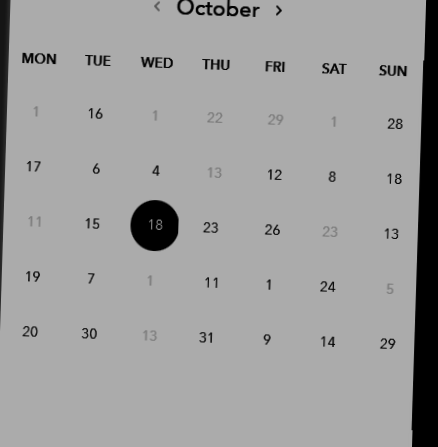 ‹ October ›
MON TUE WED THU FRI SAT SUN
1 16 1 22 29 1 28
17 6 4 13 12 8 18
11 15 18 23 26 23 13
19 7 1 11 1 24 5
20 30 13 31 9 14 29